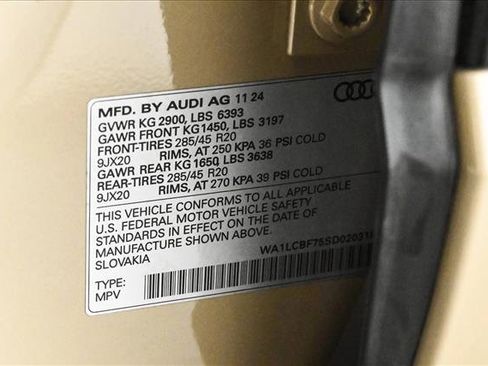 MFD. BY AUDI AG 11 24
GVWR KG 2900, LBS 6393
GAWR FRONT KG1450, LBS 3197
FRONT-TIRES 285/45 R20
9JX20 RIMS, AT 250 KPA 36 PSI COLD
GAWR REAR KG 1650, LBS 3638
REAR-TIRES 285/45 R20
9JX20 RIMS, AT 270 KPA 39 PSI COLD
THIS VEHICLE CONFORMS TO ALL APPLICABLE
U.S. FEDERAL MOTOR VEHICLE SAFETY
STANDARDS IN EFFECT ON THE DATE OF
MANUFACTURE SHOWN ABOVE.
SLOVAKIA
TYPE:
MPV